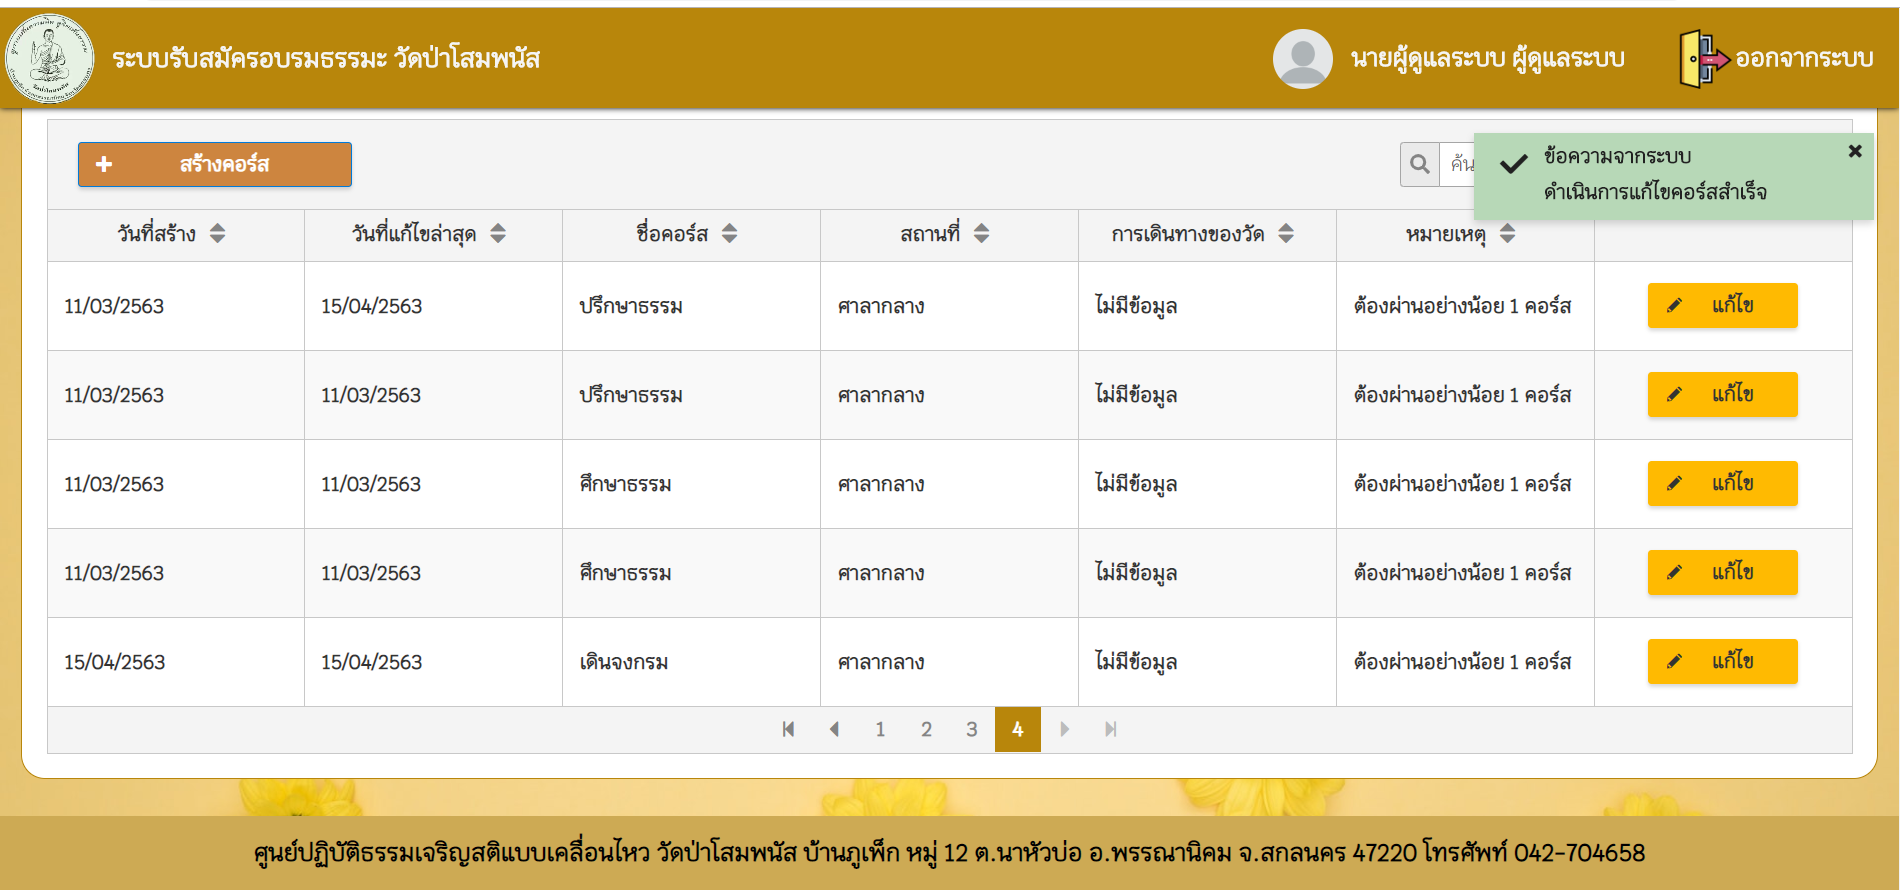 ระบบรับสมัครอบรมธรรมะ วัดป่าโสมพนัส
นายผู้ดูแลระบบ ผู้ดูแลระบบ
ออกจากระบบ
สร้างคอร์ส
ค้น
ข้อความจากระบบ
ดำเนินการแก้ไขคอร์สสำเร็จ
วันที่สร้าง วันที่แก้ไขล่าสุด ชื่อคอร์ส สถานที่ การเดินทางของวัด หมายเหตุ
11/03/2563 15/04/2563 ปรึกษาธรรม ศาลากลาง ไม่มีข้อมูล ต้องผ่านอย่างน้อย 1 คอร์ส แก้ไข
11/03/2563 11/03/2563 ปรึกษาธรรม ศาลากลาง ไม่มีข้อมูล ต้องผ่านอย่างน้อย 1 คอร์ส แก้ไข
11/03/2563 11/03/2563 ศึกษาธรรม ศาลากลาง ไม่มีข้อมูล ต้องผ่านอย่างน้อย 1 คอร์ส แก้ไข
11/03/2563 11/03/2563 ศึกษาธรรม ศาลากลาง ไม่มีข้อมูล ต้องผ่านอย่างน้อย 1 คอร์ส แก้ไข
15/04/2563 15/04/2563 เดินจงกรม ศาลากลาง ไม่มีข้อมูล ต้องผ่านอย่างน้อย 1 คอร์ส แก้ไข
1 2 3 4
ศูนย์ปฏิบัติธรรมเจริญสติแบบเคลื่อนไหว วัดป่าโสมพนัส บ้านภูเพ็ก หมู่ 12 ต.นาหัวบ่อ อ.พรรณานิคม จ.สกลนคร 47220 โทรศัพท์ 042-704658